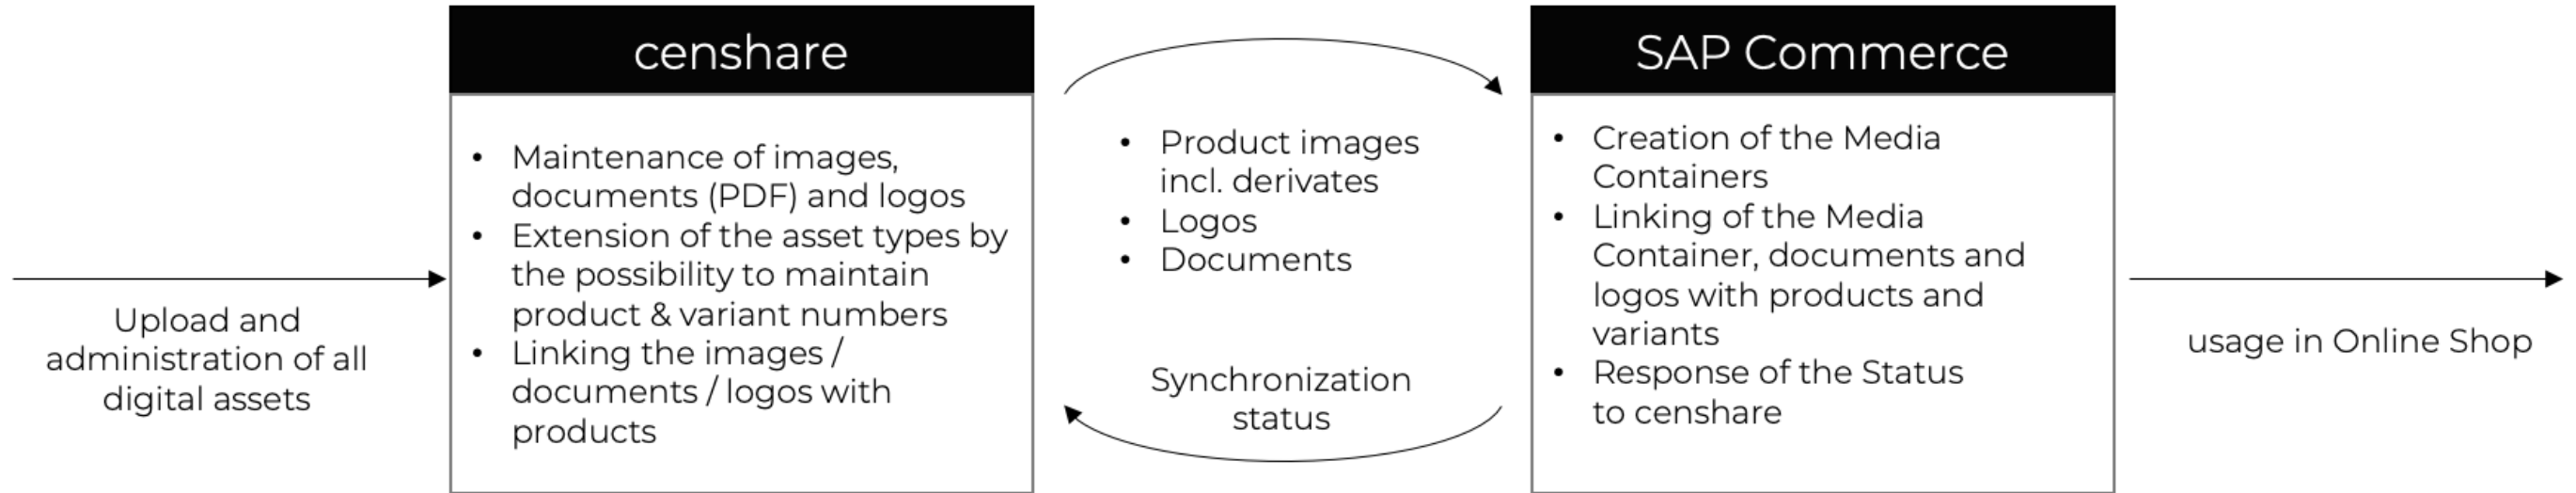 Upload and
administration of all
digital assets
censhare
• Maintenance of images,
documents (PDF) and logos
• Extension of the asset types by
the possibility to maintain
product & variant numbers
• Linking the images /
documents / logos with
products
• Product images
incl. derivates
• Logos
• Documents
Synchronization
status
SAP Commerce
• Creation of the Media
Containers
• Linking of the Media
Container, documents and
logos with products and
variants
• Response of the Status
to censhare
usage in Online Shop